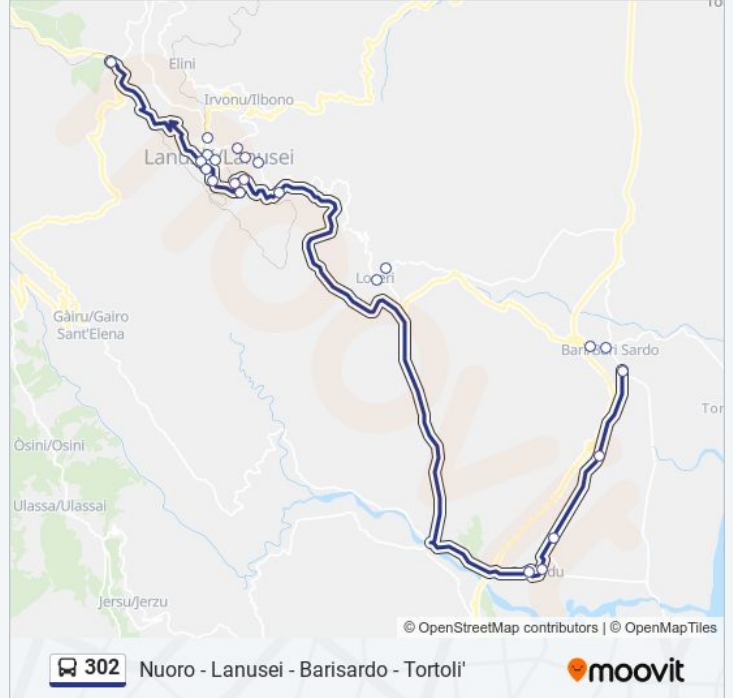 Elini
Irvonu/Ilbono
Lanusei/Lanusei
Loceri
Gàiru/Gairo
Sant'Elena
Bari Sardo
Tor
Òsini/Osini
Ulassa/Ulassai
Jersu/Jerzu
© OpenStreetMap contributors | © OpenMapTiles
302 Nuoro - Lanusei - Barisardo - Tortoli'
moovit